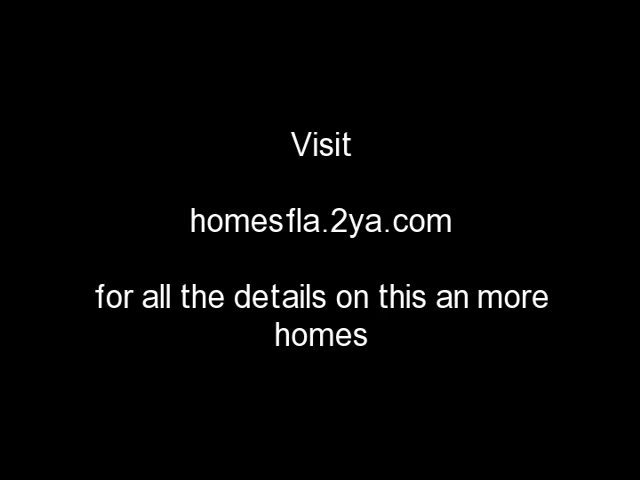 Visit
homesfla.2ya.com
for all the details on this an more
homes